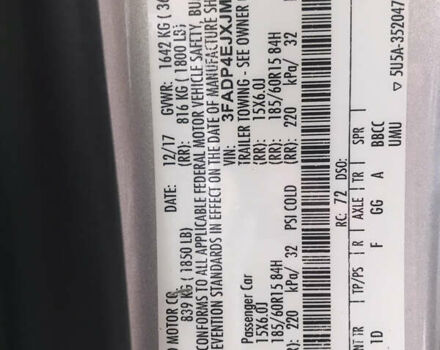 D MOTOR CO. 12/17 GVWR: 1642 KG ( 36
839 KG ( 1850 LB) (RR): 816 KG ( 1800 LB)
CONFORMS TO ALL APPLICABLE FEDERAL MOTOR VEHICLE SAFETY, BU
EVENTION STANDARDS IN EFFECT ON THE DATE OF MANUFACTURE SH
VIN: 3FADP4EJXJM
Passenger Car TRAILER TOWING - SEE OWNER
15X6.0J (RR): 15X6.0J
185/60R15 84H (RR): 185/60R15 84H
220 kPa/ 32 PSI COLD (RR): 220 kPa/ 32
RC: 72 DSO:
NT TR TP/PS R AXLE TR SPR
1D F GG A BBCC
UMU
▽ 5U5A-352047